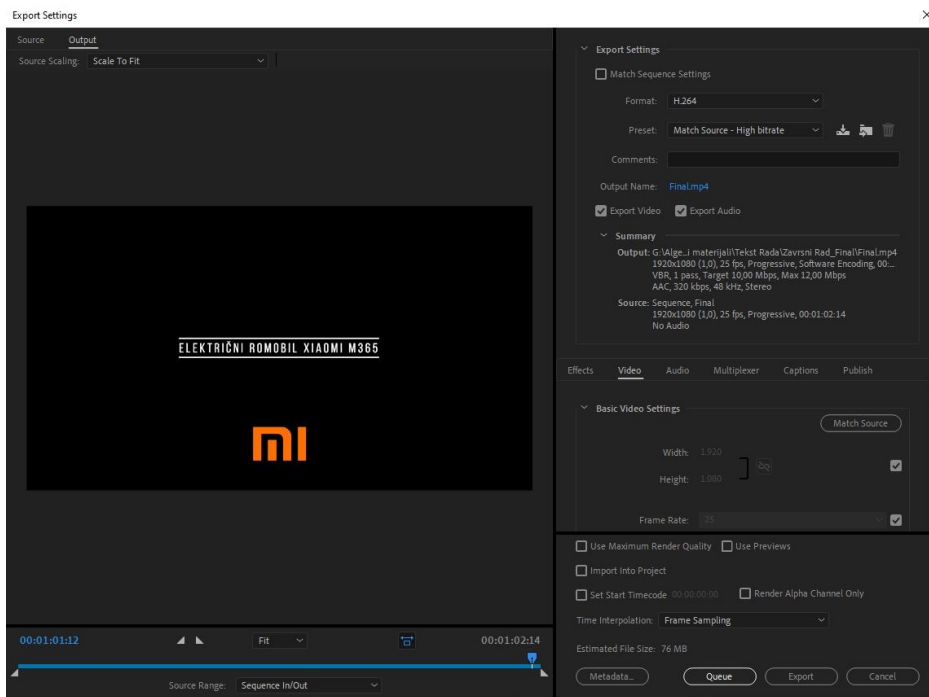 Export Settings
Source Output
Source Scaling: Scale To Fit
ELEKTRIČNI ROMOBIL XIAOMI M365
mi
00:01:01:12 Fit 00:01:02:14
Source Range: Sequence In/Out
Export Settings
Match Sequence Settings
Format: H.264
Preset: Match Source - High bitrate
Comments:
Output Name: Final.mp4
Export Video Export Audio
Summary
Output: G:\Alge...i materijali\Tekst Rada\Zavrsni Rad_Final\Final.mp4
1920x1080 (1,0), 25 fps, Progressive, Software Encoding, 00:...
VBR, 1 pass, Target 10,00 Mbps, Max 12,00 Mbps
AAC, 320 kbps, 48 kHz, Stereo
Source: Sequence, Final
1920x1080 (1,0), 25 fps, Progressive, 00:01:02:14
No Audio
Effects Video Audio Multiplexer Captions Publish
Basic Video Settings
Match Source
Width: 1.920
Height: 1.080
Frame Rate: 25
Use Maximum Render Quality Use Previews
Import Into Project
Set Start Timecode 00:00:00:00 Render Alpha Channel Only
Time Interpolation: Frame Sampling
Estimated File Size: 76 MB
Metadata... Queue Export Cancel